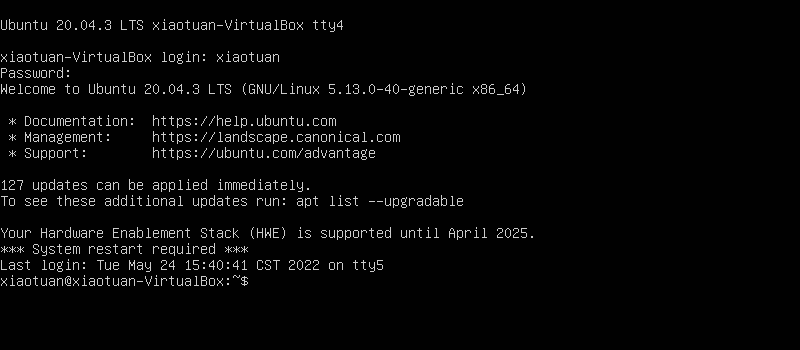 Ubuntu 20.04.3 LTS xiaotuan-VirtualBox tty4
xiaotuan-VirtualBox login: xiaotuan
Password:
Welcome to Ubuntu 20.04.3 LTS (GNU/Linux 5.13.0-40-generic x86_64)
* Documentation:  https://help.ubuntu.com
* Management:     https://landscape.canonical.com
* Support:        https://ubuntu.com/advantage
127 updates can be applied immediately.
To see these additional updates run: apt list --upgradable
Your Hardware Enablement Stack (HWE) is supported until April 2025.
*** System restart required ***
Last login: Tue May 24 15:40:41 CST 2022 on tty5
xiaotuan@xiaotuan-VirtualBox:~$